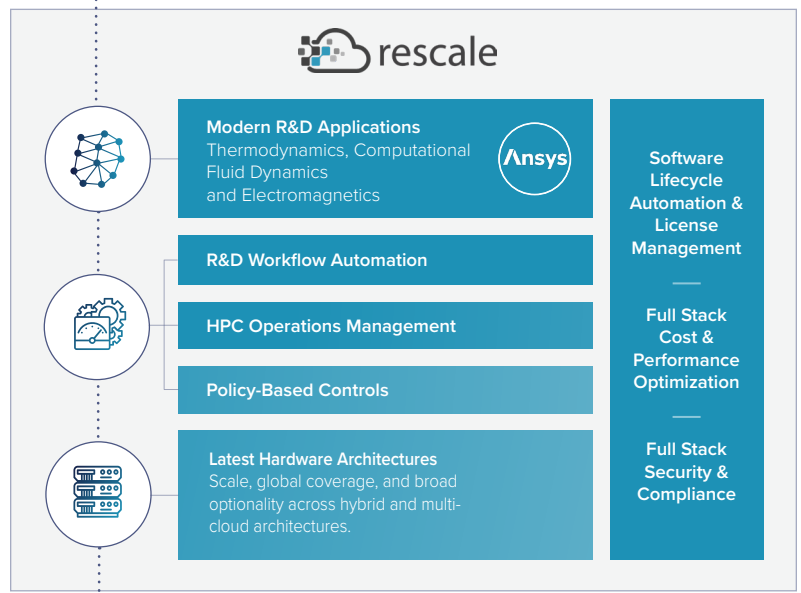 rescale
Modern R&D Applications
Thermodynamics, Computational
Fluid Dynamics
and Electromagnetics
Ansys
R&D Workflow Automation
HPC Operations Management
Policy-Based Controls
Latest Hardware Architectures
Scale, global coverage, and broad
optionality across hybrid and multi-
cloud architectures.
Software
Lifecycle
Automation &
License
Management
Full Stack
Cost &
Performance
Optimization
Full Stack
Security &
Compliance